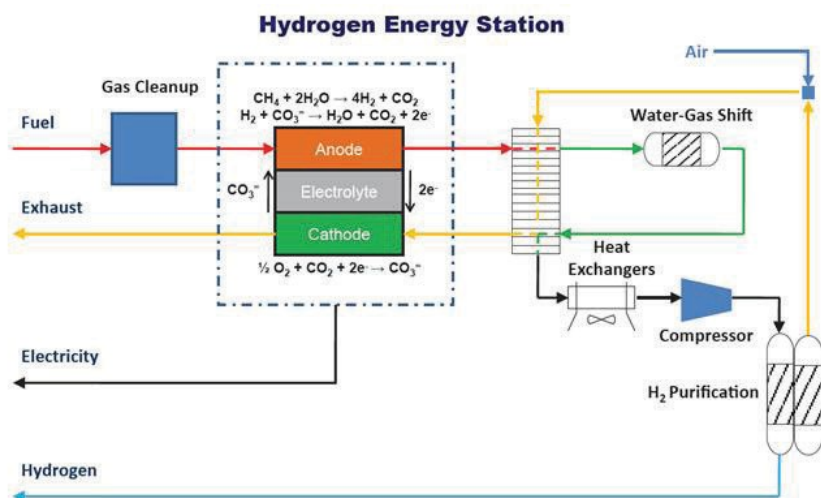 Hydrogen Energy Station
Air
Gas Cleanup
CH₄ + 2H₂O → 4H₂ + CO₂
H₂ + CO₃⁼ → H₂O + CO₂ + 2e⁻
Water-Gas Shift
Fuel
Anode
CO₃⁼
Electrolyte
2e⁻
Exhaust
Cathode
½ O₂ + CO₂ + 2e⁻ → CO₃⁼
Heat
Exchangers
Compressor
Electricity
H₂ Purification
Hydrogen